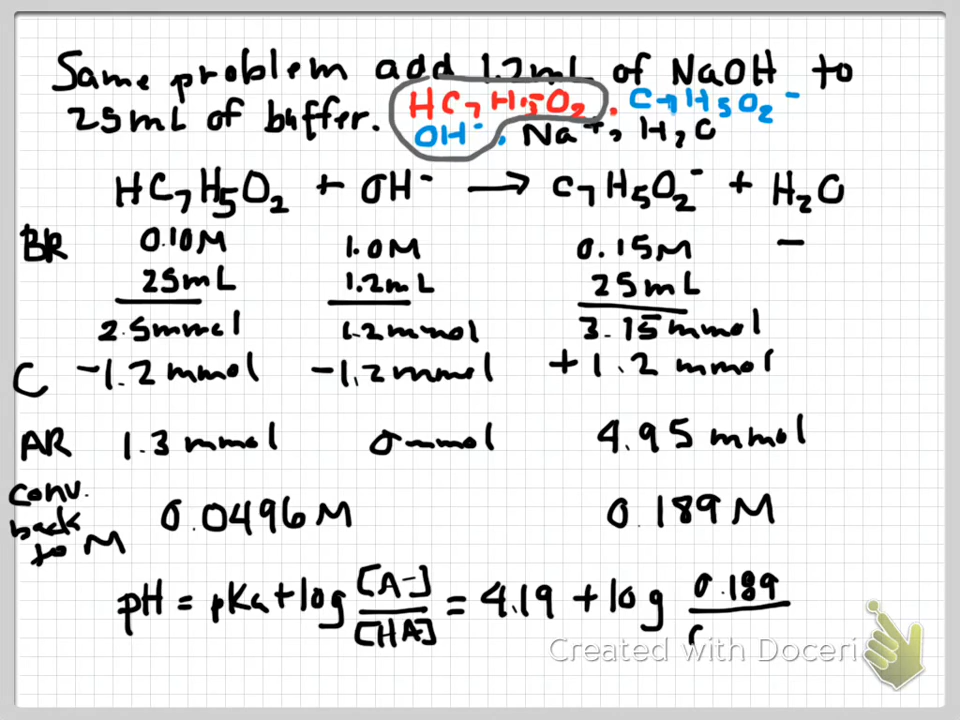 Same problem add 1.2mL of NaOH to
25mL of buffer. HC₇H₅O₂, C₇H₅O₂⁻
OH⁻, Na⁺, H₂O
HC₇H₅O₂ + OH⁻ → C₇H₅O₂⁻ + H₂O
BR 0.10M 1.0M 0.15M –
25mL 1.2mL 25mL
2.5mmol 1.2mmol 3.75mmol
C -1.2mmol -1.2mmol +1.2mmol
AR 1.3mmol 0mmol 4.95mmol
conv. back to M 0.0496M 0.189M
pH = pKa + log [A-]/[HA] = 4.19 + log 0.189/0
Created with Doceri